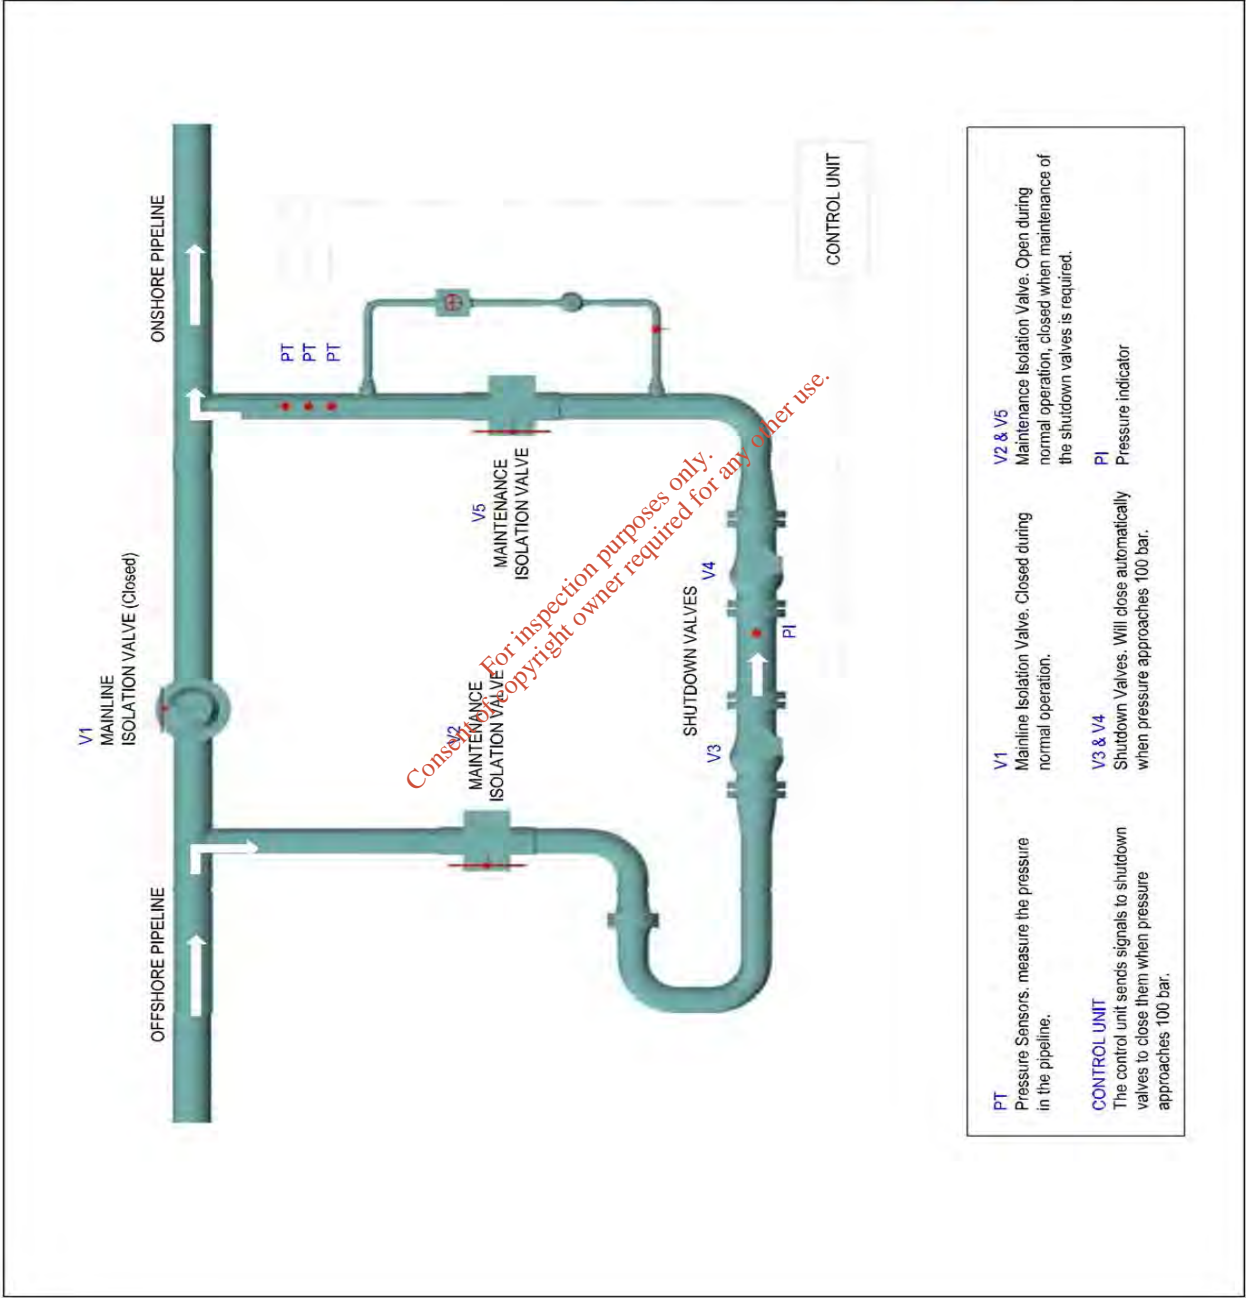 V1
MAINLINE
ISOLATION VALVE (Closed)
OFFSHORE PIPELINE
ONSHORE PIPELINE
PT
PT
PT
V2
MAINTENANCE
ISOLATION VALVE
V5
MAINTENANCE
ISOLATION VALVE
SHUTDOWN VALVES
V3
V4
PI
CONTROL UNIT
For inspection purposes only.
Consent of copyright owner required for any other use.
PT
Pressure Sensors. measure the pressure
in the pipeline.
CONTROL UNIT
The control unit sends signals to shutdown
valves to close them when pressure
approaches 100 bar.
V1
Mainline Isolation Valve. Closed during
normal operation.
V3 & V4
Shutdown Valves. Will close automatically
when pressure approaches 100 bar.
V2 & V5
Maintenance Isolation Valve. Open during
normal operation, closed when maintenance of
the shutdown valves is required.
PI
Pressure indicator